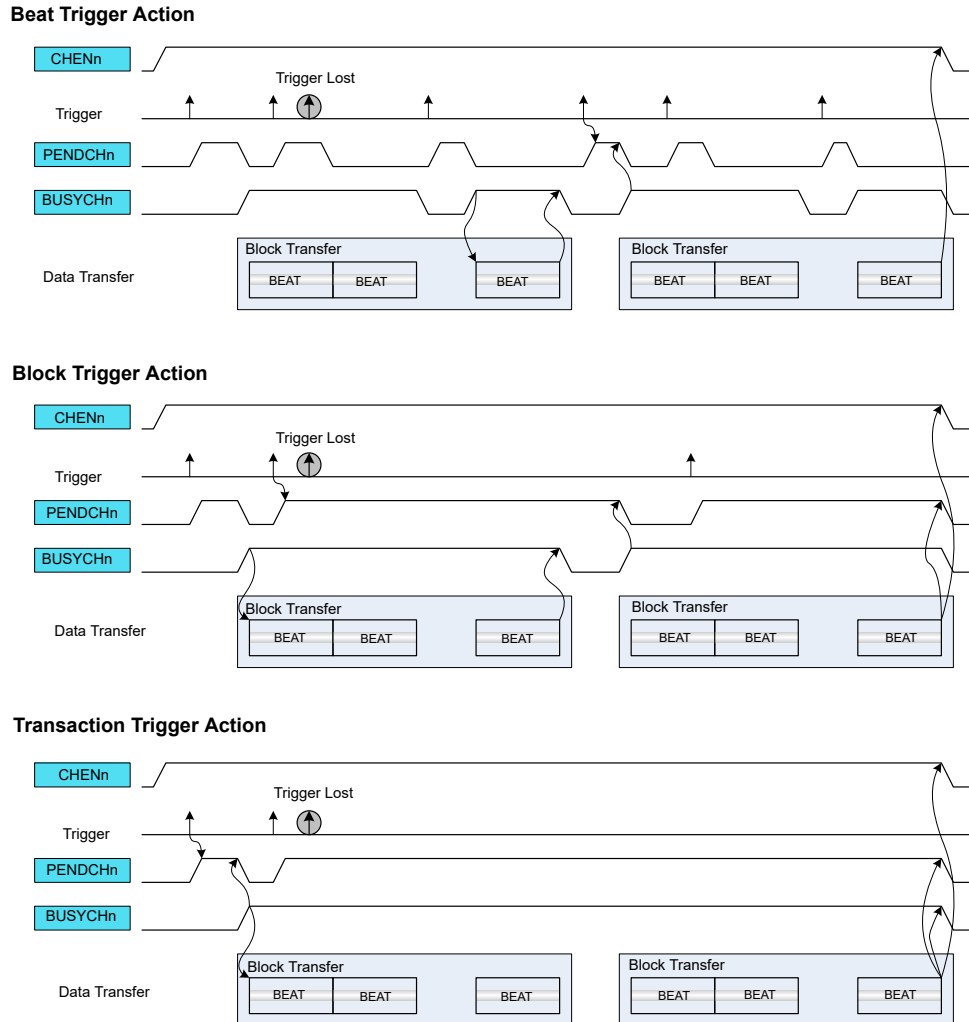 Beat Trigger Action
CHENn
Trigger Lost
Trigger
PENDCHn
BUSYCHn
Block Transfer
Block Transfer
Data Transfer
BEAT
BEAT
BEAT
BEAT
BEAT
BEAT
Block Trigger Action
CHENn
Trigger Lost
Trigger
PENDCHn
BUSYCHn
Block Transfer
Block Transfer
Data Transfer
BEAT
BEAT
BEAT
BEAT
BEAT
BEAT
Transaction Trigger Action
CHENn
Trigger Lost
Trigger
PENDCHn
BUSYCHn
Block Transfer
Block Transfer
Data Transfer
BEAT
BEAT
BEAT
BEAT
BEAT
BEAT